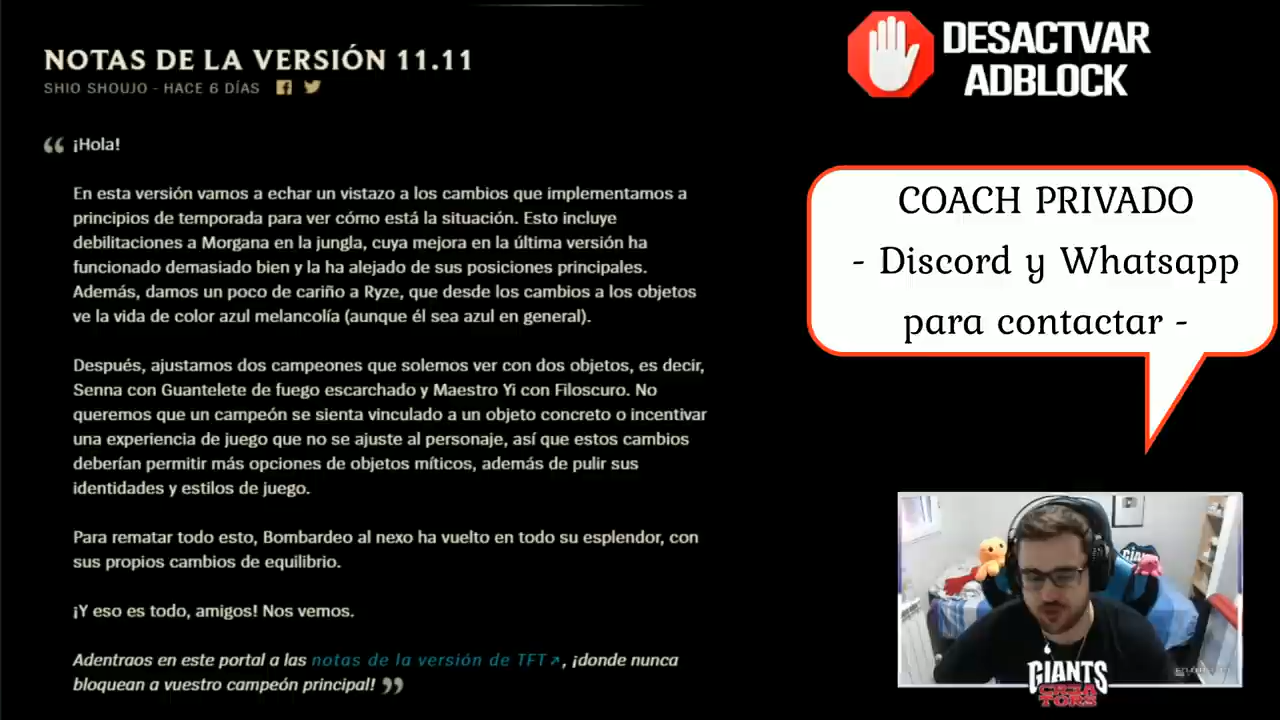 NOTAS DE LA VERSIÓN 11.11
SHIO SHOUJO - HACE 6 DÍAS
¡Hola!
En esta versión vamos a echar un vistazo a los cambios que implementamos a
principios de temporada para ver cómo está la situación. Esto incluye
debilitaciones a Morgana en la jungla, cuya mejora en la última versión ha
funcionado demasiado bien y la ha alejado de sus posiciones principales.
Además, damos un poco de cariño a Ryze, que desde los cambios a los objetos
ve la vida de color azul melancolía (aunque él sea azul en general).
Después, ajustamos dos campeones que solemos ver con dos objetos, es decir,
Senna con Guantelete de fuego escarchado y Maestro Yi con Filoscuro. No
queremos que un campeón se sienta vinculado a un objeto concreto o incentivar
una experiencia de juego que no se ajuste al personaje, así que estos cambios
deberían permitir más opciones de objetos míticos, además de pulir sus
identidades y estilos de juego.
Para rematar todo esto, Bombardeo al nexo ha vuelto en todo su esplendor, con
sus propios cambios de equilibrio.
¡Y eso es todo, amigos! Nos vemos.
Adentraos en este portal a las notas de la versión de TFT↗, ¡donde nunca
bloquean a vuestro campeón principal!
DESACTVAR
ADBLOCK
COACH PRIVADO
- Discord y Whatsapp
para contactar -
GIANTS
CREA
TORS